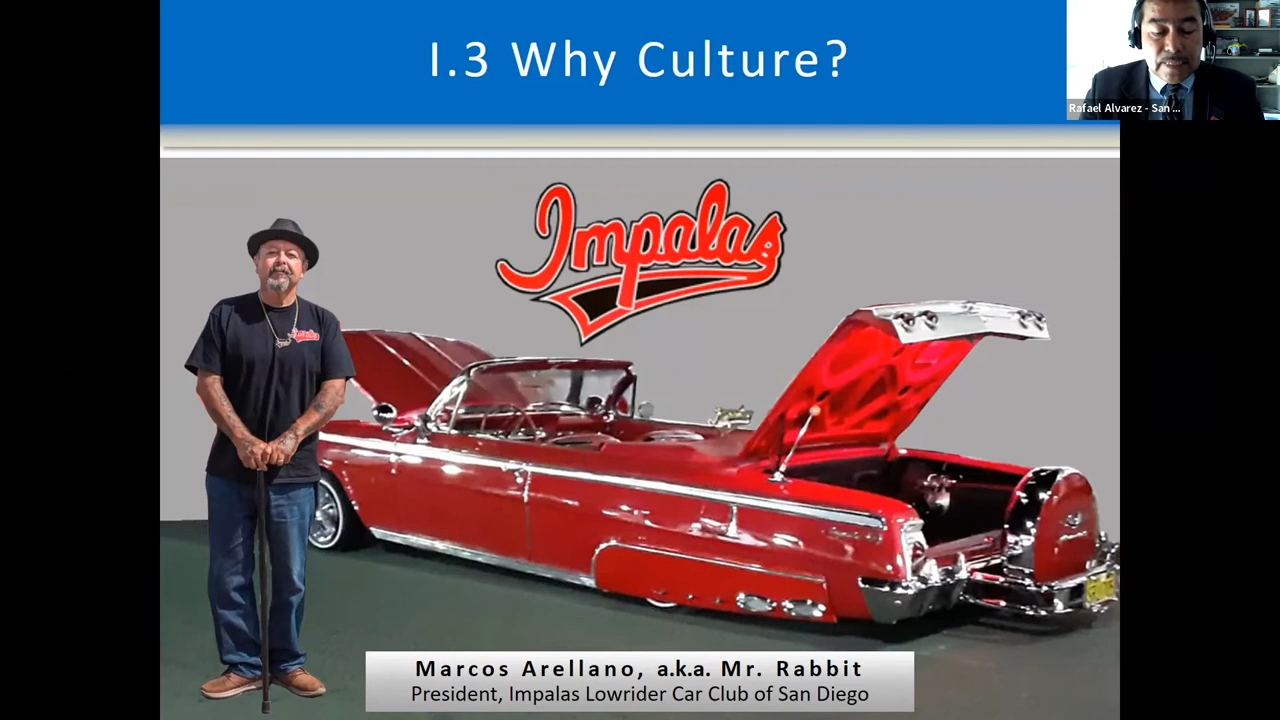 I.3 Why Culture?
Rafael Alvarez - San ...
Impalas
Impalas
Marcos Arellano, a.k.a. Mr. Rabbit
President, Impalas Lowrider Car Club of San Diego